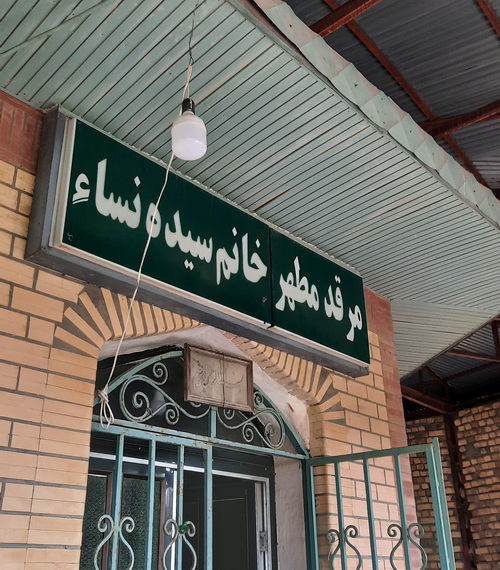 مرقد مطهر خانم سیده نساء